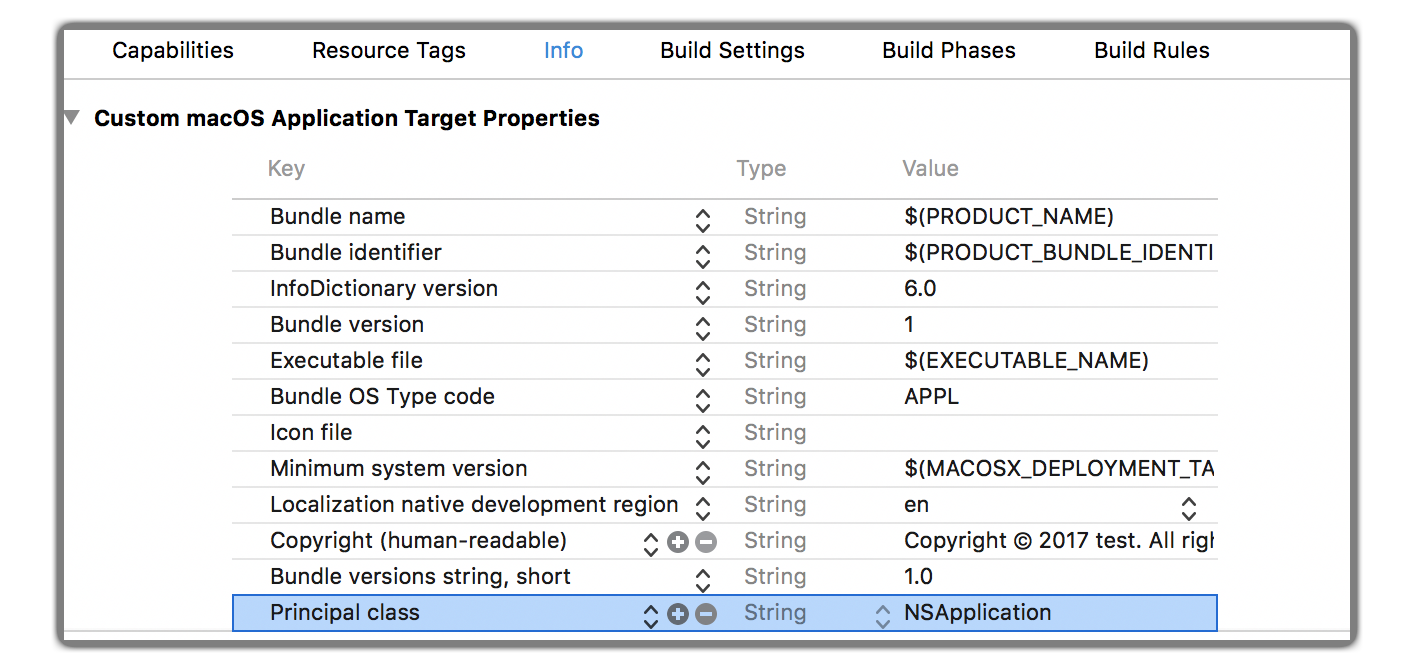 Capabilities Resource Tags Info Build Settings Build Phases Build Rules
Custom macOS Application Target Properties
Key Type Value
Bundle name String $(PRODUCT_NAME)
Bundle identifier String $(PRODUCT_BUNDLE_IDENTI
InfoDictionary version String 6.0
Bundle version String 1
Executable file String $(EXECUTABLE_NAME)
Bundle OS Type code String APPL
Icon file String
Minimum system version String $(MACOSX_DEPLOYMENT_TA
Localization native development region String en
Copyright (human-readable) String Copyright © 2017 test. All righ
Bundle versions string, short String 1.0
Principal class String NSApplication